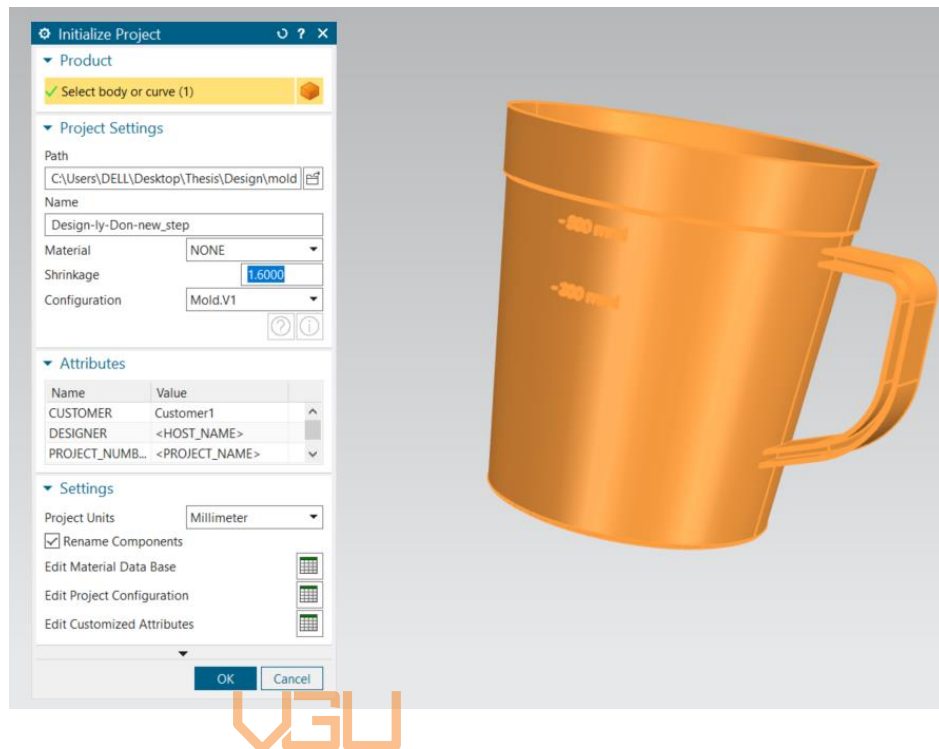 Initialize Project
Product
Select body or curve (1)
Project Settings
Path
C:\Users\DELL\Desktop\Thesis\Design\mold
Name
Design-ly-Don-new_step
Material NONE
Shrinkage 1.6000
Configuration Mold.V1
Attributes
Name Value
CUSTOMER Customer1
DESIGNER <HOST_NAME>
PROJECT_NUMB... <PROJECT_NAME>
Settings
Project Units Millimeter
Rename Components
Edit Material Data Base
Edit Project Configuration
Edit Customized Attributes
OK Cancel
VGU